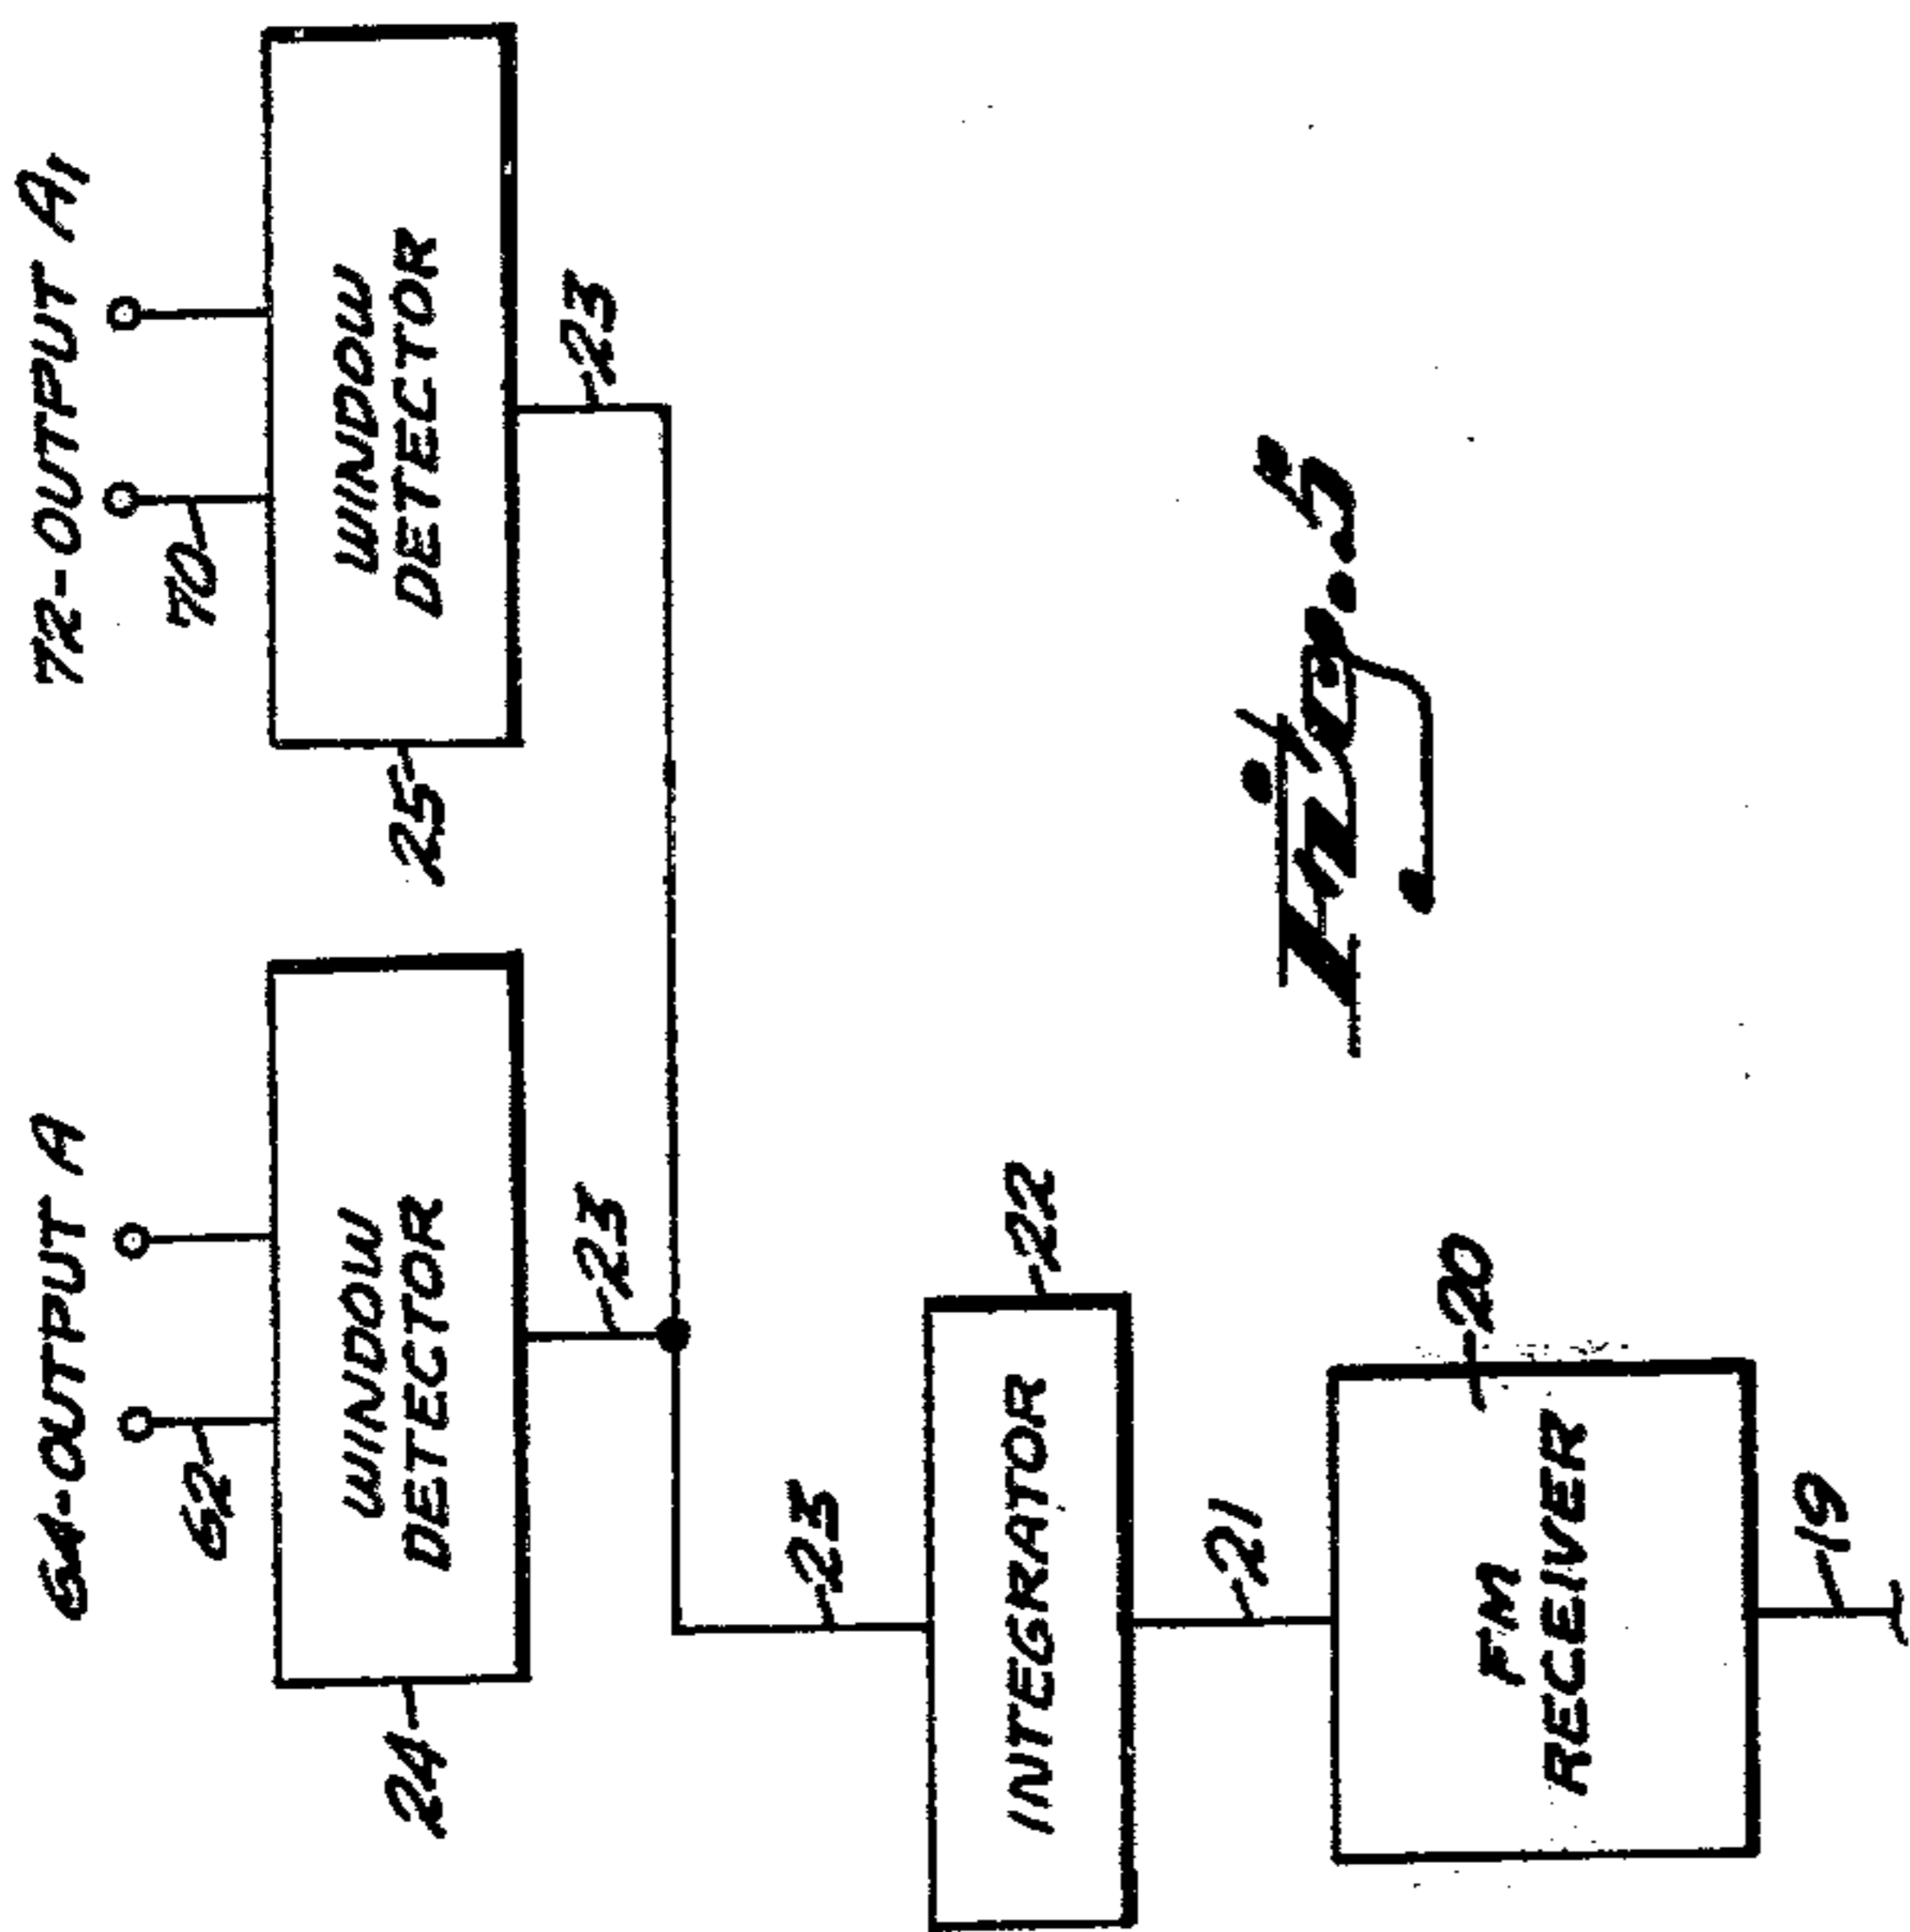 72-OUTPUT A₁
70
WINDOW
DETECTOR
25
23
64-OUTPUT A
62
WINDOW
DETECTOR
24
23
23
INTEGRATOR
22
21
FM
RECEIVER
20
19
Fig. 5